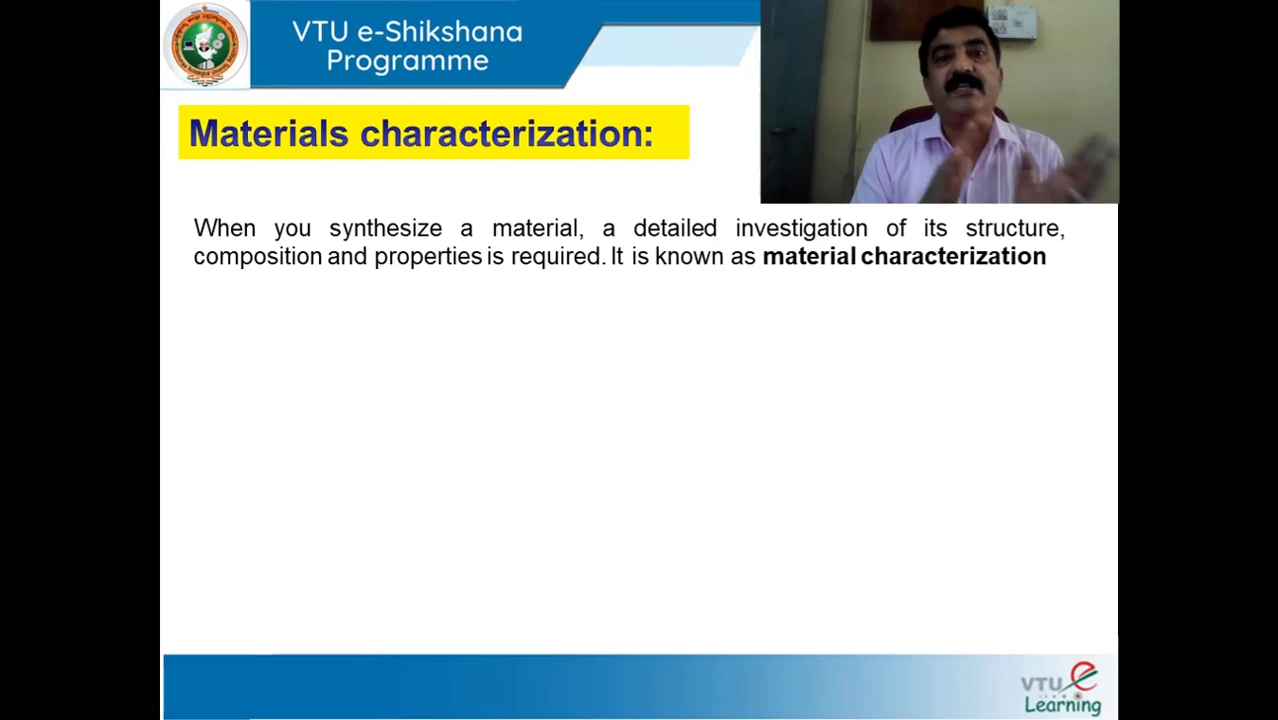 VTU e-Shikshana
Programme
Materials characterization:
When you synthesize a material, a detailed investigation of its structure,
composition and properties is required. It is known as material characterization
VTU e
Learning